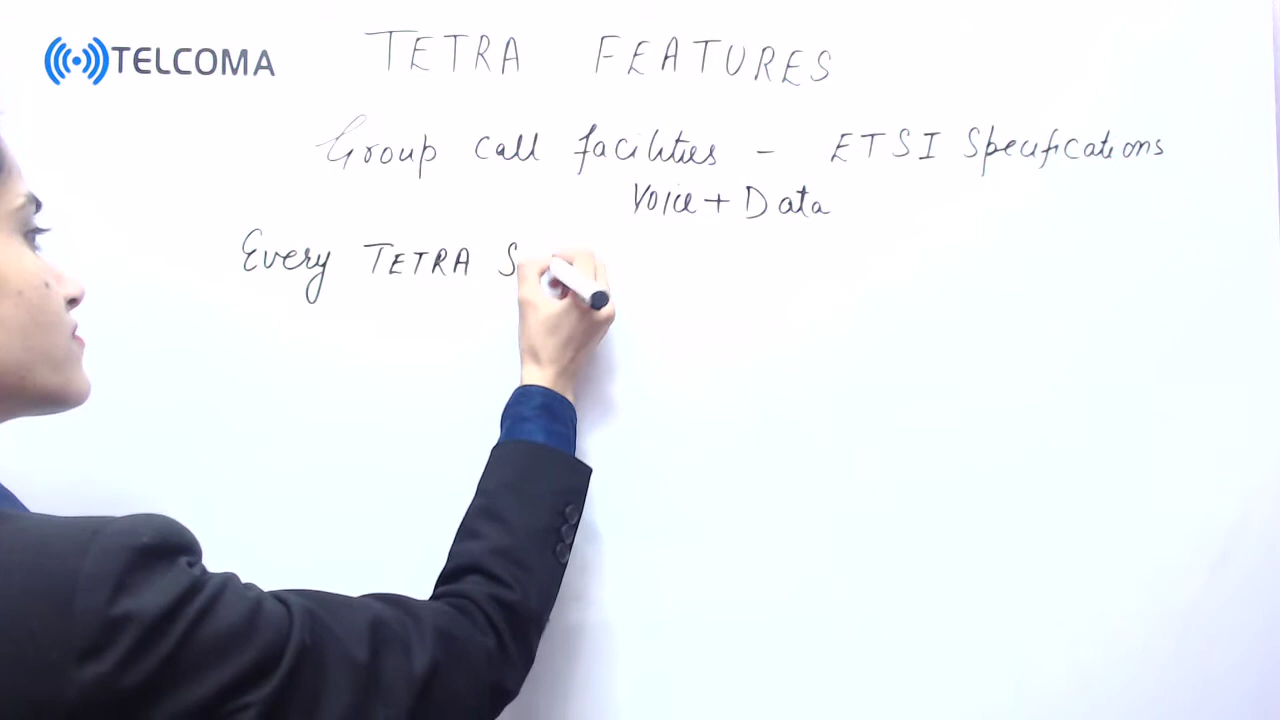 TELCOMA
TETRA FEATURES
Group call facilities - ETSI Specifications
Voice + Data
Every TETRA S